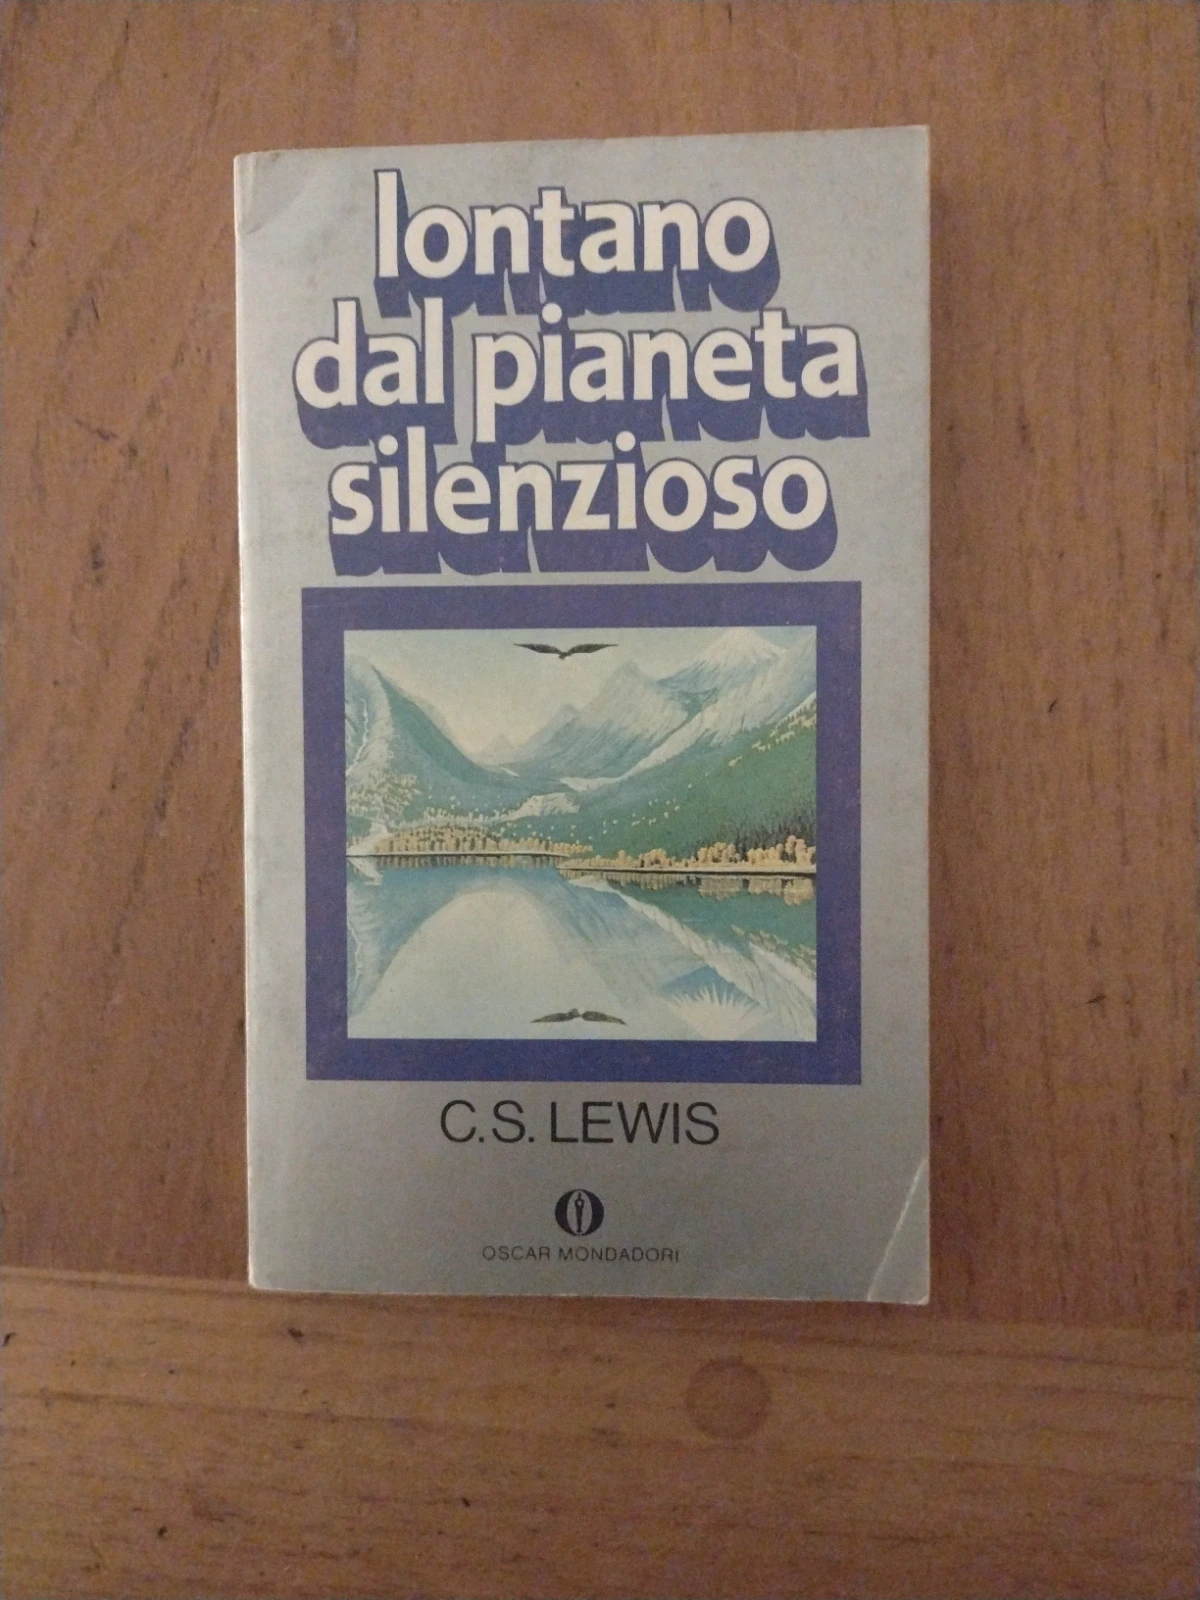 lontano
dal pianeta
silenzioso
C.S. LEWIS
OSCAR MONDADORI